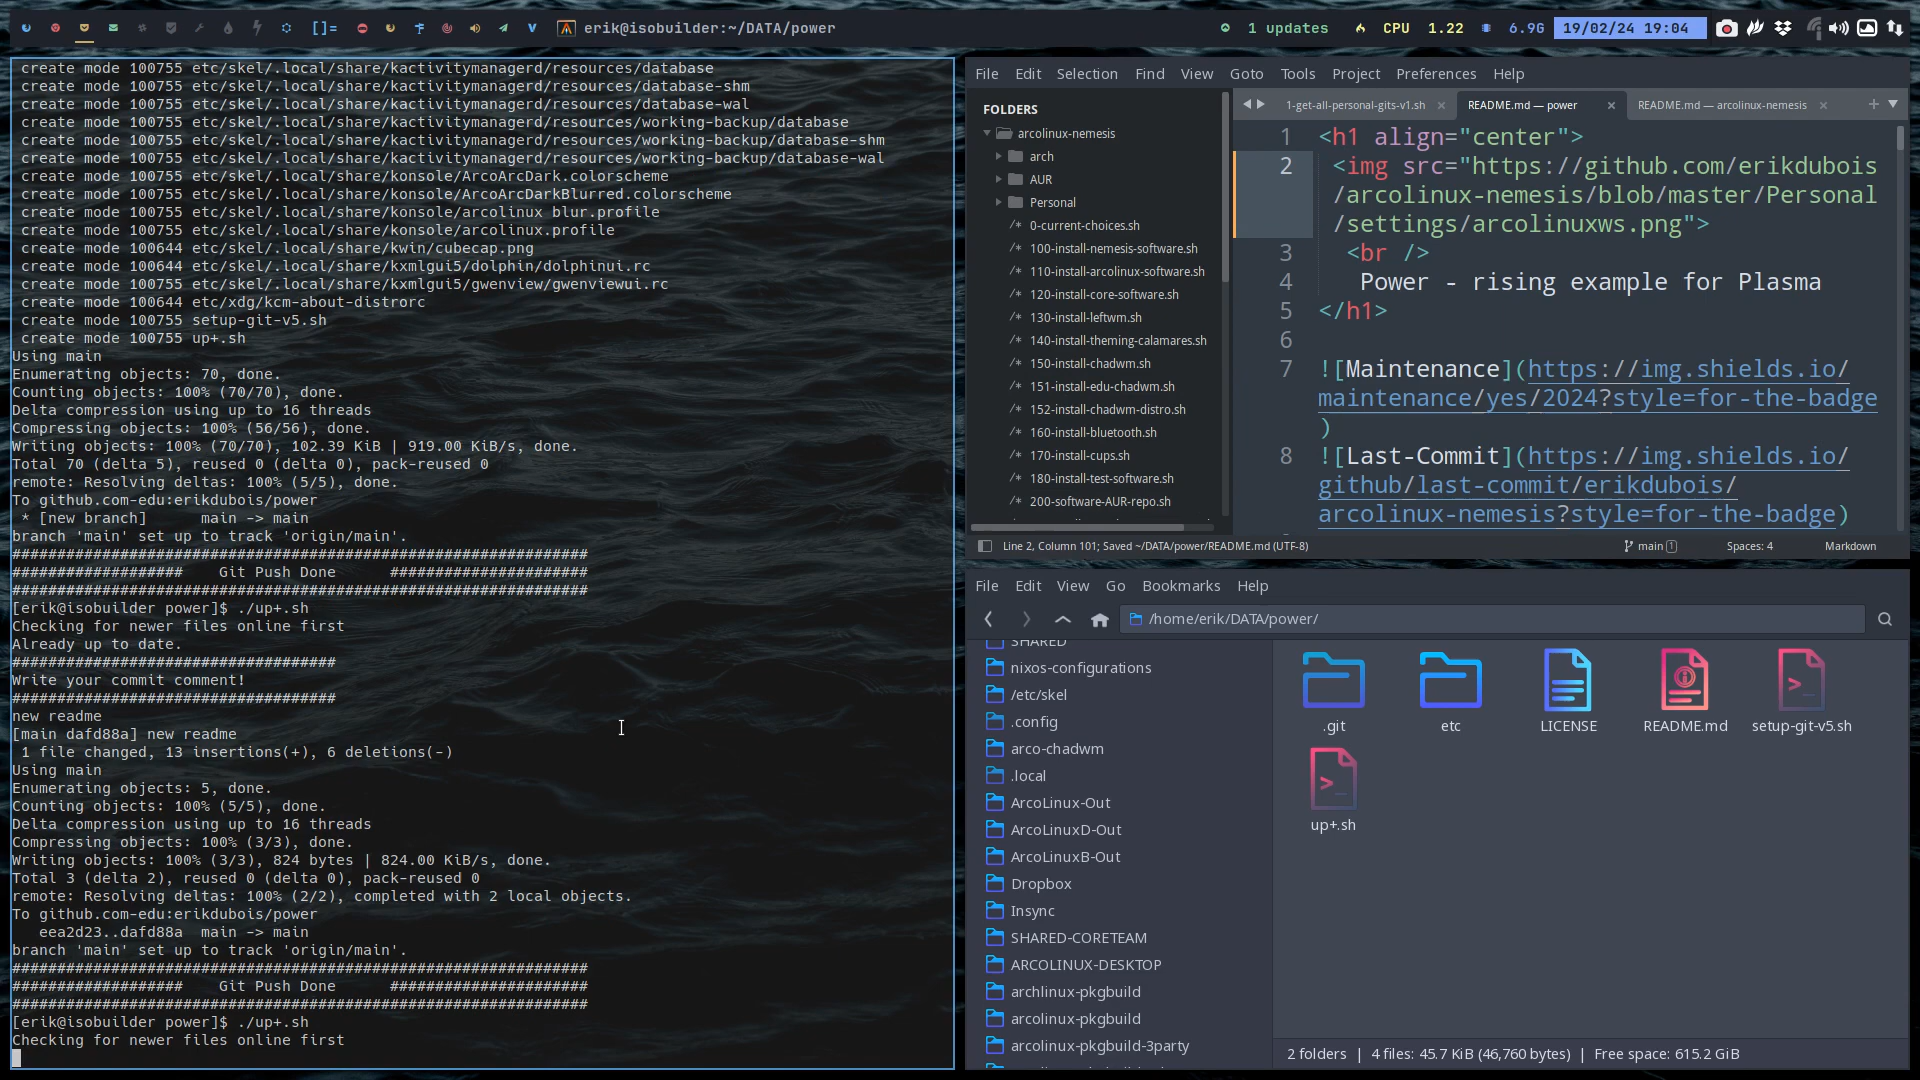 []=
erik@isobuilder:~/DATA/power
1 updates
CPU 1.22
6.9G
19/02/24 19:04
create mode 100755 etc/skel/.local/share/kactivitymanagerd/resources/database
create mode 100755 etc/skel/.local/share/kactivitymanagerd/resources/database-shm
create mode 100755 etc/skel/.local/share/kactivitymanagerd/resources/database-wal
create mode 100755 etc/skel/.local/share/kactivitymanagerd/resources/working-backup/database
create mode 100755 etc/skel/.local/share/kactivitymanagerd/resources/working-backup/database-shm
create mode 100755 etc/skel/.local/share/kactivitymanagerd/resources/working-backup/database-wal
create mode 100755 etc/skel/.local/share/konsole/ArcoArcDark.colorscheme
create mode 100755 etc/skel/.local/share/konsole/ArcoArcDarkBlurred.colorscheme
create mode 100755 etc/skel/.local/share/konsole/arcolinux blur.profile
create mode 100755 etc/skel/.local/share/konsole/arcolinux.profile
create mode 100644 etc/skel/.local/share/kwin/cubecap.png
create mode 100644 etc/skel/.local/share/kxmlgui5/dolphin/dolphinui.rc
create mode 100755 etc/skel/.local/share/kxmlgui5/gwenview/gwenviewui.rc
create mode 100644 etc/xdg/kcm-about-distrorc
create mode 100755 setup-git-v5.sh
create mode 100755 up+.sh
Using main
Enumerating objects: 70, done.
Counting objects: 100% (70/70), done.
Delta compression using up to 16 threads
Compressing objects: 100% (56/56), done.
Writing objects: 100% (70/70), 102.39 KiB | 919.00 KiB/s, done.
Total 70 (delta 5), reused 0 (delta 0), pack-reused 0
remote: Resolving deltas: 100% (5/5), done.
To github.com-edu:erikdubois/power
* [new branch]      main -> main
branch 'main' set up to track 'origin/main'.
################################################################
###################    Git Push Done      ######################
################################################################
[erik@isobuilder power]$ ./up+.sh
Checking for newer files online first
Already up to date.
####################################
Write your commit comment!
####################################
new readme
[main dafd88a] new readme
1 file changed, 13 insertions(+), 6 deletions(-)
Using main
Enumerating objects: 5, done.
Counting objects: 100% (5/5), done.
Delta compression using up to 16 threads
Compressing objects: 100% (3/3), done.
Writing objects: 100% (3/3), 824 bytes | 824.00 KiB/s, done.
Total 3 (delta 2), reused 0 (delta 0), pack-reused 0
remote: Resolving deltas: 100% (2/2), completed with 2 local objects.
To github.com-edu:erikdubois/power
eea2d23..dafd88a  main -> main
branch 'main' set up to track 'origin/main'.
################################################################
###################    Git Push Done      ######################
################################################################
[erik@isobuilder power]$ ./up+.sh
Checking for newer files online first
File Edit Selection Find View Goto Tools Project Preferences Help
FOLDERS
arcolinux-nemesis
arch
AUR
Personal
/* 0-current-choices.sh
/* 100-install-nemesis-software.sh
/* 110-install-arcolinux-software.sh
/* 120-install-core-software.sh
/* 130-install-leftwm.sh
/* 140-install-theming-calamares.sh
/* 150-install-chadwm.sh
/* 151-install-edu-chadwm.sh
/* 152-install-chadwm-distro.sh
/* 160-install-bluetooth.sh
/* 170-install-cups.sh
/* 180-install-test-software.sh
/* 200-software-AUR-repo.sh
1-get-all-personal-gits-v1.sh
README.md — power
README.md — arcolinux-nemesis
1 <h1 align="center">
2 <img src="https://github.com/erikdubois
/arcolinux-nemesis/blob/master/Personal
/settings/arcolinuxws.png">
3 <br />
4 Power - rising example for Plasma
5 </h1>
6
7 ![Maintenance](https://img.shields.io/
maintenance/yes/2024?style=for-the-badge
)
8 ![Last-Commit](https://img.shields.io/
github/last-commit/erikdubois/
arcolinux-nemesis?style=for-the-badge)
Line 2, Column 101; Saved ~/DATA/power/README.md (UTF-8)
main 1
Spaces: 4
Markdown
File Edit View Go Bookmarks Help
/home/erik/DATA/power/
SHARED
nixos-configurations
/etc/skel
.config
arco-chadwm
.local
ArcoLinux-Out
ArcoLinuxD-Out
ArcoLinuxB-Out
Dropbox
Insync
SHARED-CORETEAM
ARCOLINUX-DESKTOP
archlinux-pkgbuild
arcolinux-pkgbuild
arcolinux-pkgbuild-3party
.git
etc
LICENSE
README.md
setup-git-v5.sh
up+.sh
2 folders | 4 files: 45.7 KiB (46,760 bytes) | Free space: 615.2 GiB